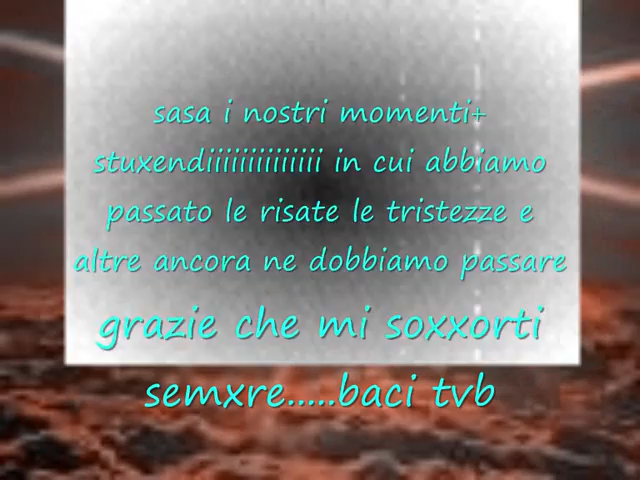 sasa i nostri momenti+
stuxendiiiiiiiiiiiiii in cui abbiamo
passato le risate le tristezze e
altre ancora ne dobbiamo passare
grazie che mi soxxorti
semxre.....baci tvb